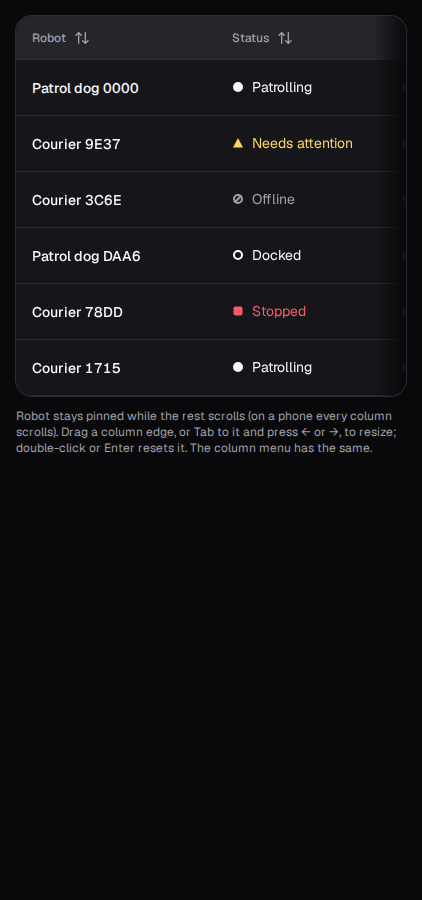 Robot Status
Patrol dog 0000 Patrolling
Courier 9E37 Needs attention
Courier 3C6E Offline
Patrol dog DAA6 Docked
Courier 78DD Stopped
Courier 1715 Patrolling
Robot stays pinned while the rest scrolls (on a phone every column
scrolls). Drag a column edge, or Tab to it and press ← or →, to resize;
double-click or Enter resets it. The column menu has the same.